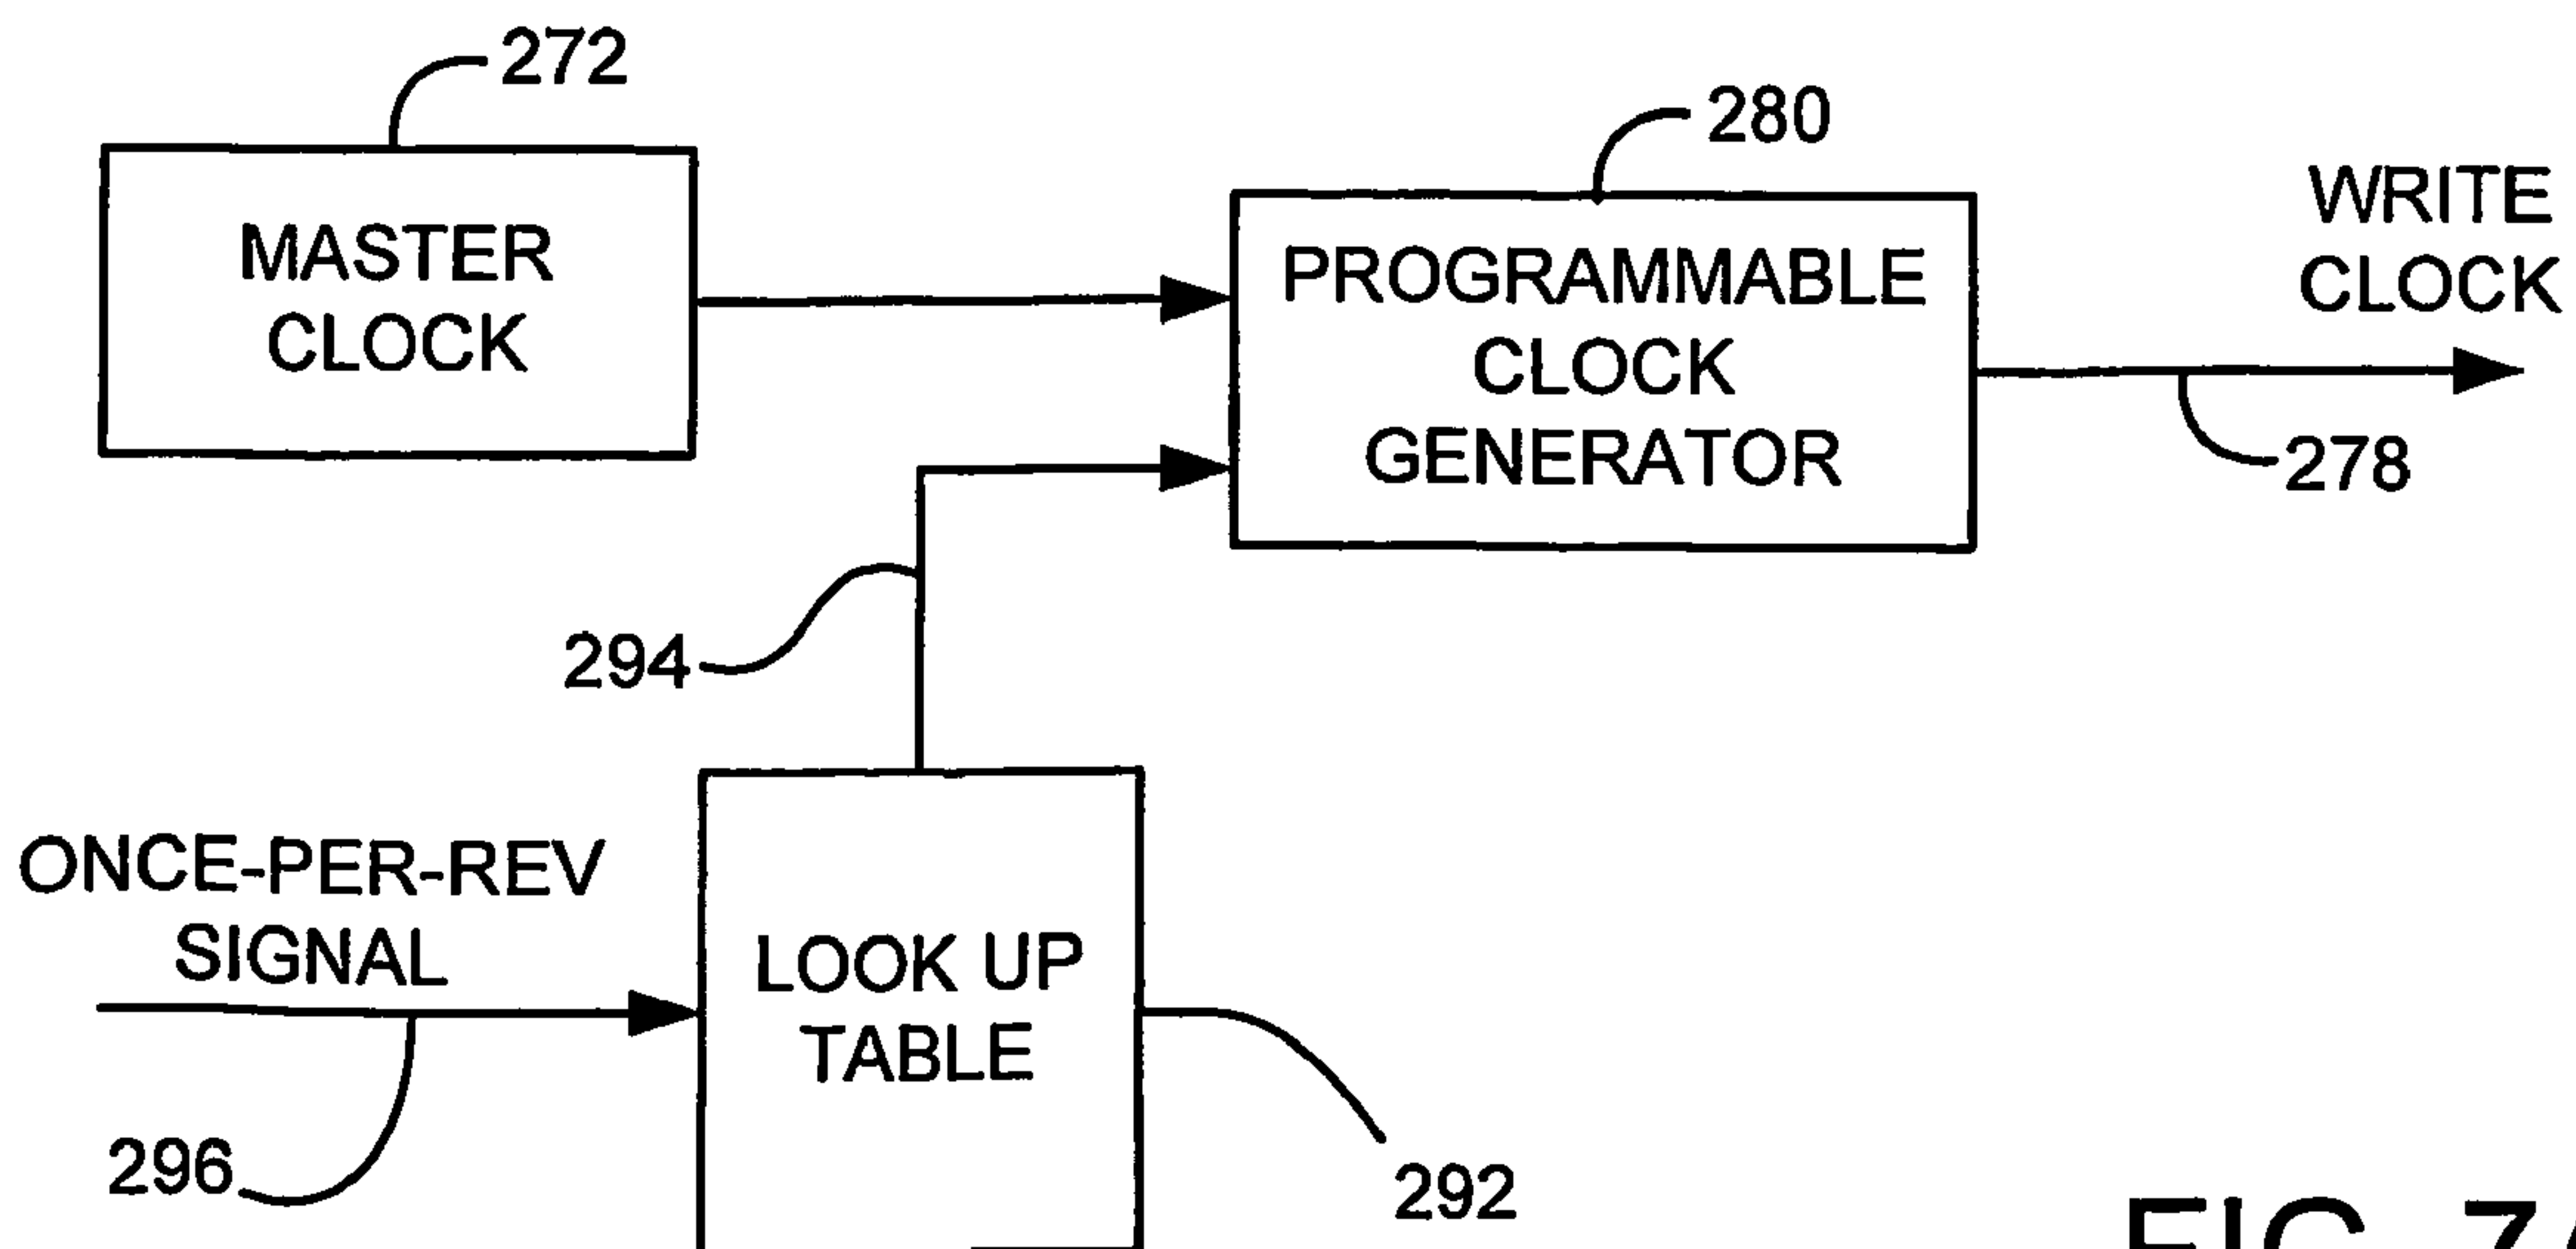 272
280
WRITE
CLOCK
MASTER
CLOCK
PROGRAMMABLE
CLOCK
GENERATOR
278
294
ONCE-PER-REV
SIGNAL
LOOK UP
TABLE
296
292